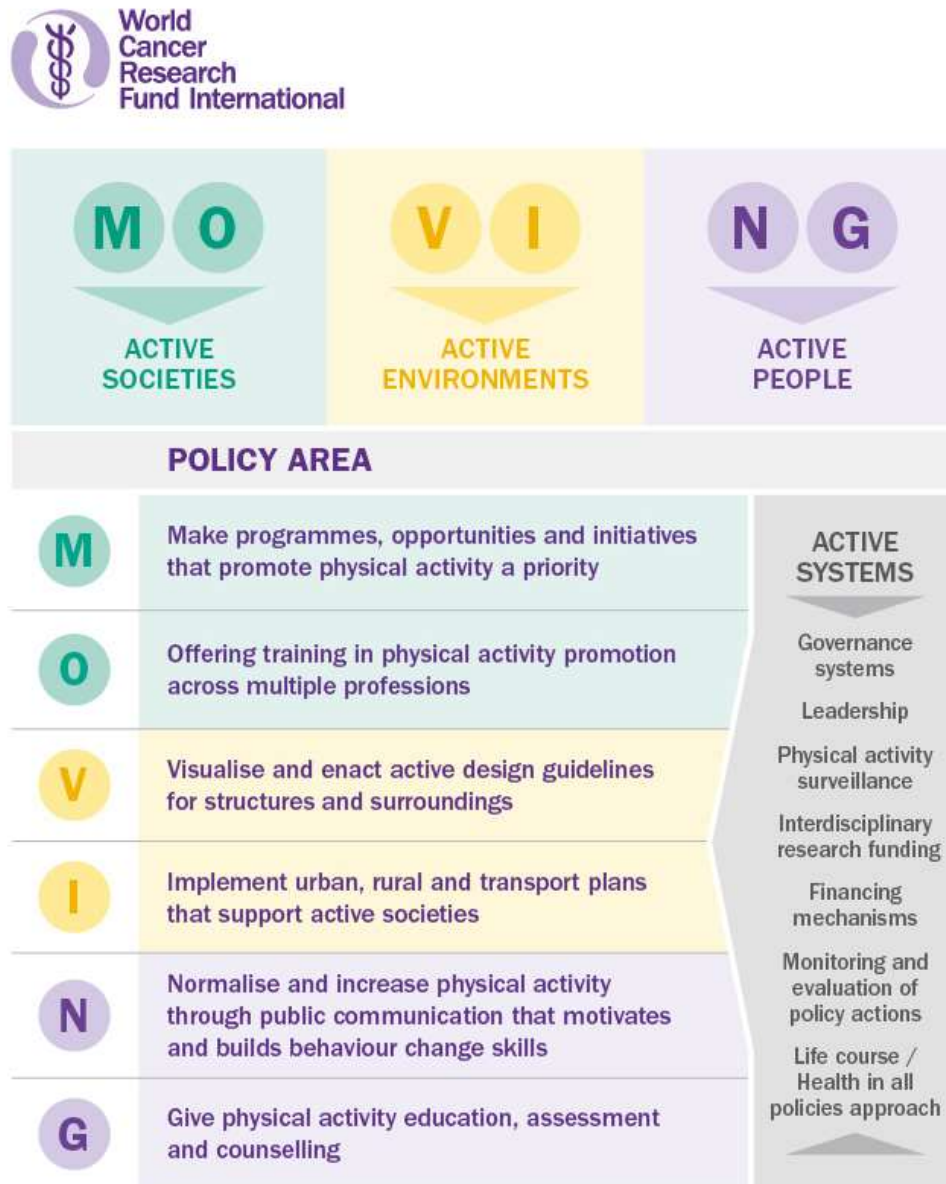 World
Cancer
Research
Fund International
M O
V I
N G
ACTIVE
SOCIETIES
ACTIVE
ENVIRONMENTS
ACTIVE
PEOPLE
POLICY AREA
M
Make programmes, opportunities and initiatives
that promote physical activity a priority
O
Offering training in physical activity promotion
across multiple professions
V
Visualise and enact active design guidelines
for structures and surroundings
I
Implement urban, rural and transport plans
that support active societies
N
Normalise and increase physical activity
through public communication that motivates
and builds behaviour change skills
G
Give physical activity education, assessment
and counselling
ACTIVE
SYSTEMS
Governance
systems
Leadership
Physical activity
surveillance
Interdisciplinary
research funding
Financing
mechanisms
Monitoring and
evaluation of
policy actions
Life course /
Health in all
policies approach